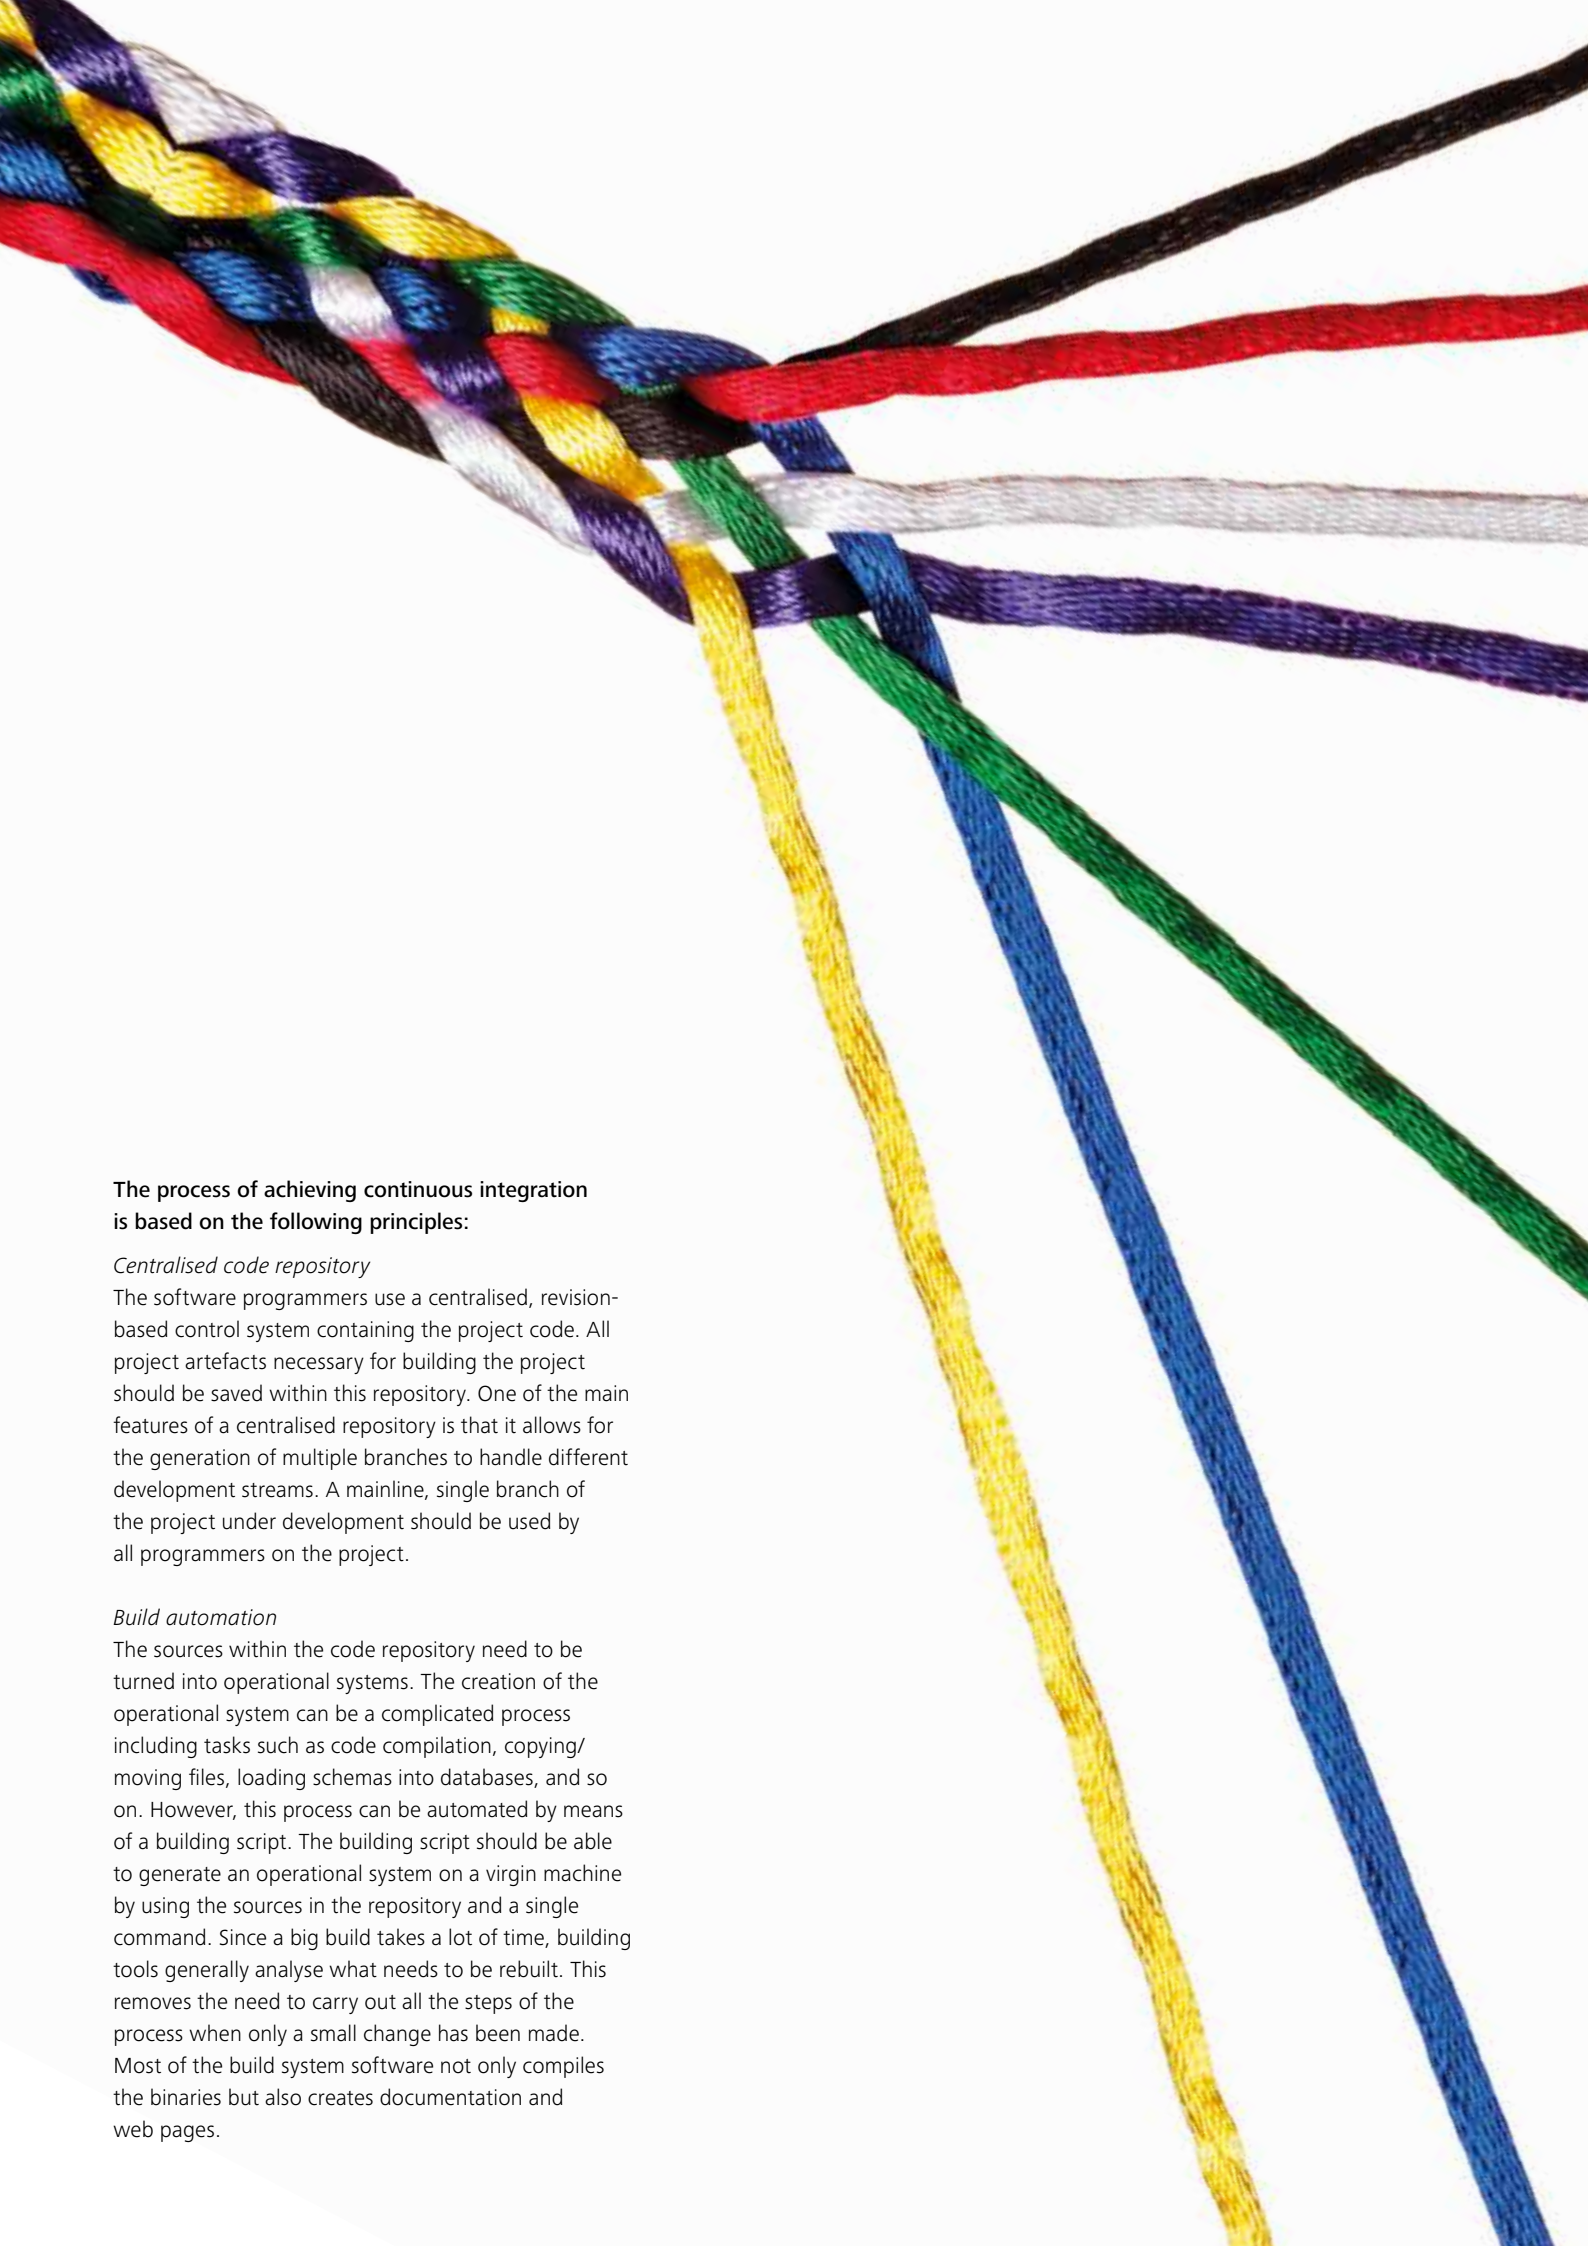 The process of achieving continuous integration
is based on the following principles:
Centralised code repository
The software programmers use a centralised, revision-
based control system containing the project code. All
project artefacts necessary for building the project
should be saved within this repository. One of the main
features of a centralised repository is that it allows for
the generation of multiple branches to handle different
development streams. A mainline, single branch of
the project under development should be used by
all programmers on the project.
Build automation
The sources within the code repository need to be
turned into operational systems. The creation of the
operational system can be a complicated process
including tasks such as code compilation, copying/
moving files, loading schemas into databases, and so
on. However, this process can be automated by means
of a building script. The building script should be able
to generate an operational system on a virgin machine
by using the sources in the repository and a single
command. Since a big build takes a lot of time, building
tools generally analyse what needs to be rebuilt. This
removes the need to carry out all the steps of the
process when only a small change has been made.
Most of the build system software not only compiles
the binaries but also creates documentation and
web pages.